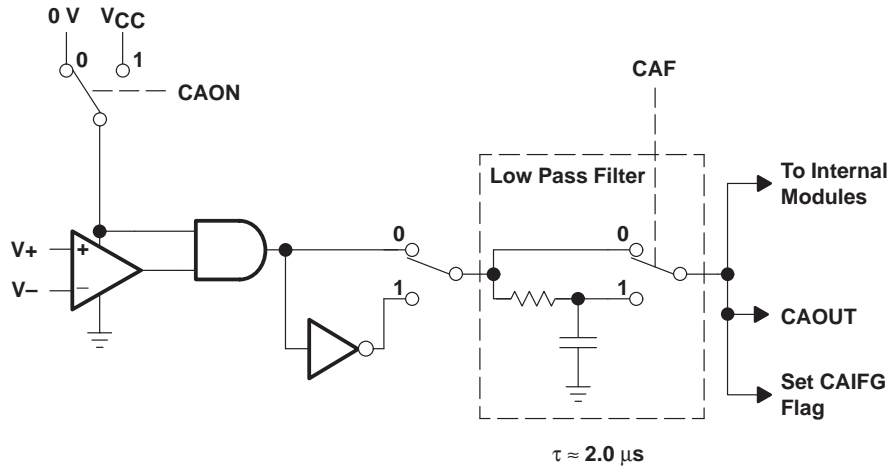 0 V
VCC
0
1
CAON
CAF
Low Pass Filter
To Internal
Modules
0
0
V+
+
V−
−
1
1
CAOUT
Set CAIFG
Flag
τ ≈ 2.0 μs